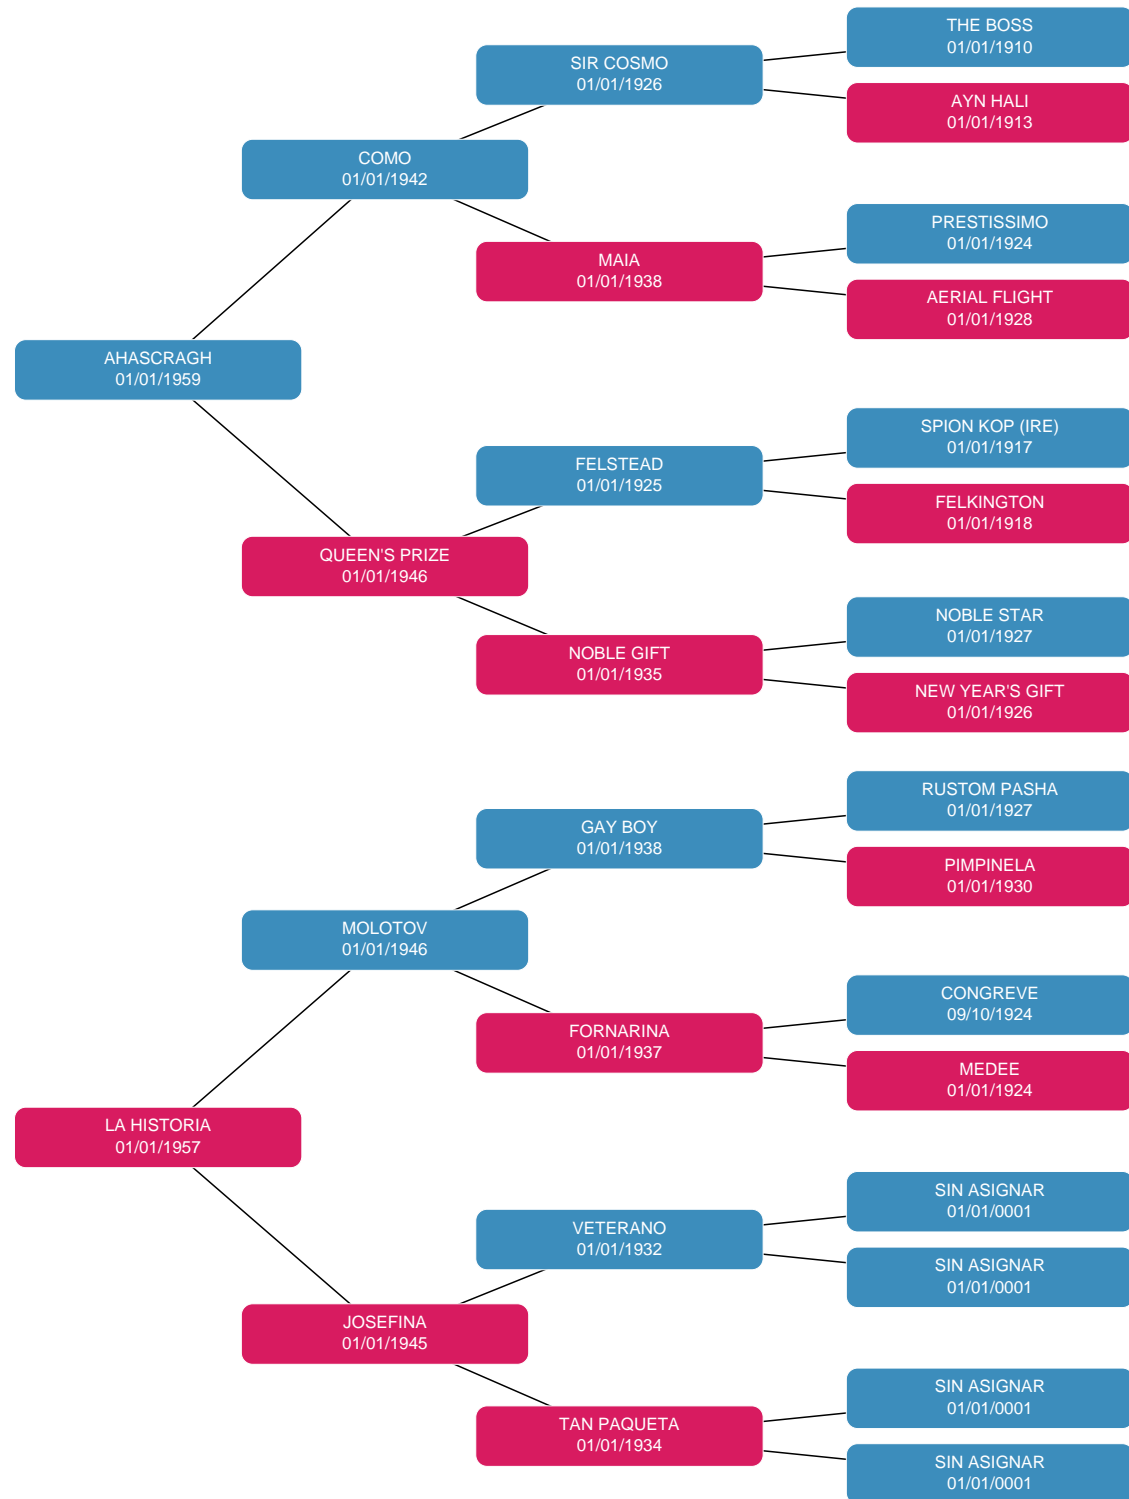 THE BOSS
01/01/1910
SIR COSMO
01/01/1926
AYN HALI
01/01/1913
COMO
01/01/1942
PRESTISSIMO
01/01/1924
MAIA
01/01/1938
AERIAL FLIGHT
01/01/1928
AHASCRAGH
01/01/1959
SPION KOP (IRE)
01/01/1917
FELSTEAD
01/01/1925
FELKINGTON
01/01/1918
QUEEN'S PRIZE
01/01/1946
NOBLE STAR
01/01/1927
NOBLE GIFT
01/01/1935
NEW YEAR'S GIFT
01/01/1926
RUSTOM PASHA
01/01/1927
GAY BOY
01/01/1938
PIMPINELA
01/01/1930
MOLOTOV
01/01/1946
CONGREVE
09/10/1924
FORNARINA
01/01/1937
MEDEE
01/01/1924
LA HISTORIA
01/01/1957
SIN ASIGNAR
01/01/0001
VETERANO
01/01/1932
SIN ASIGNAR
01/01/0001
JOSEFINA
01/01/1945
SIN ASIGNAR
01/01/0001
TAN PAQUETA
01/01/1934
SIN ASIGNAR
01/01/0001